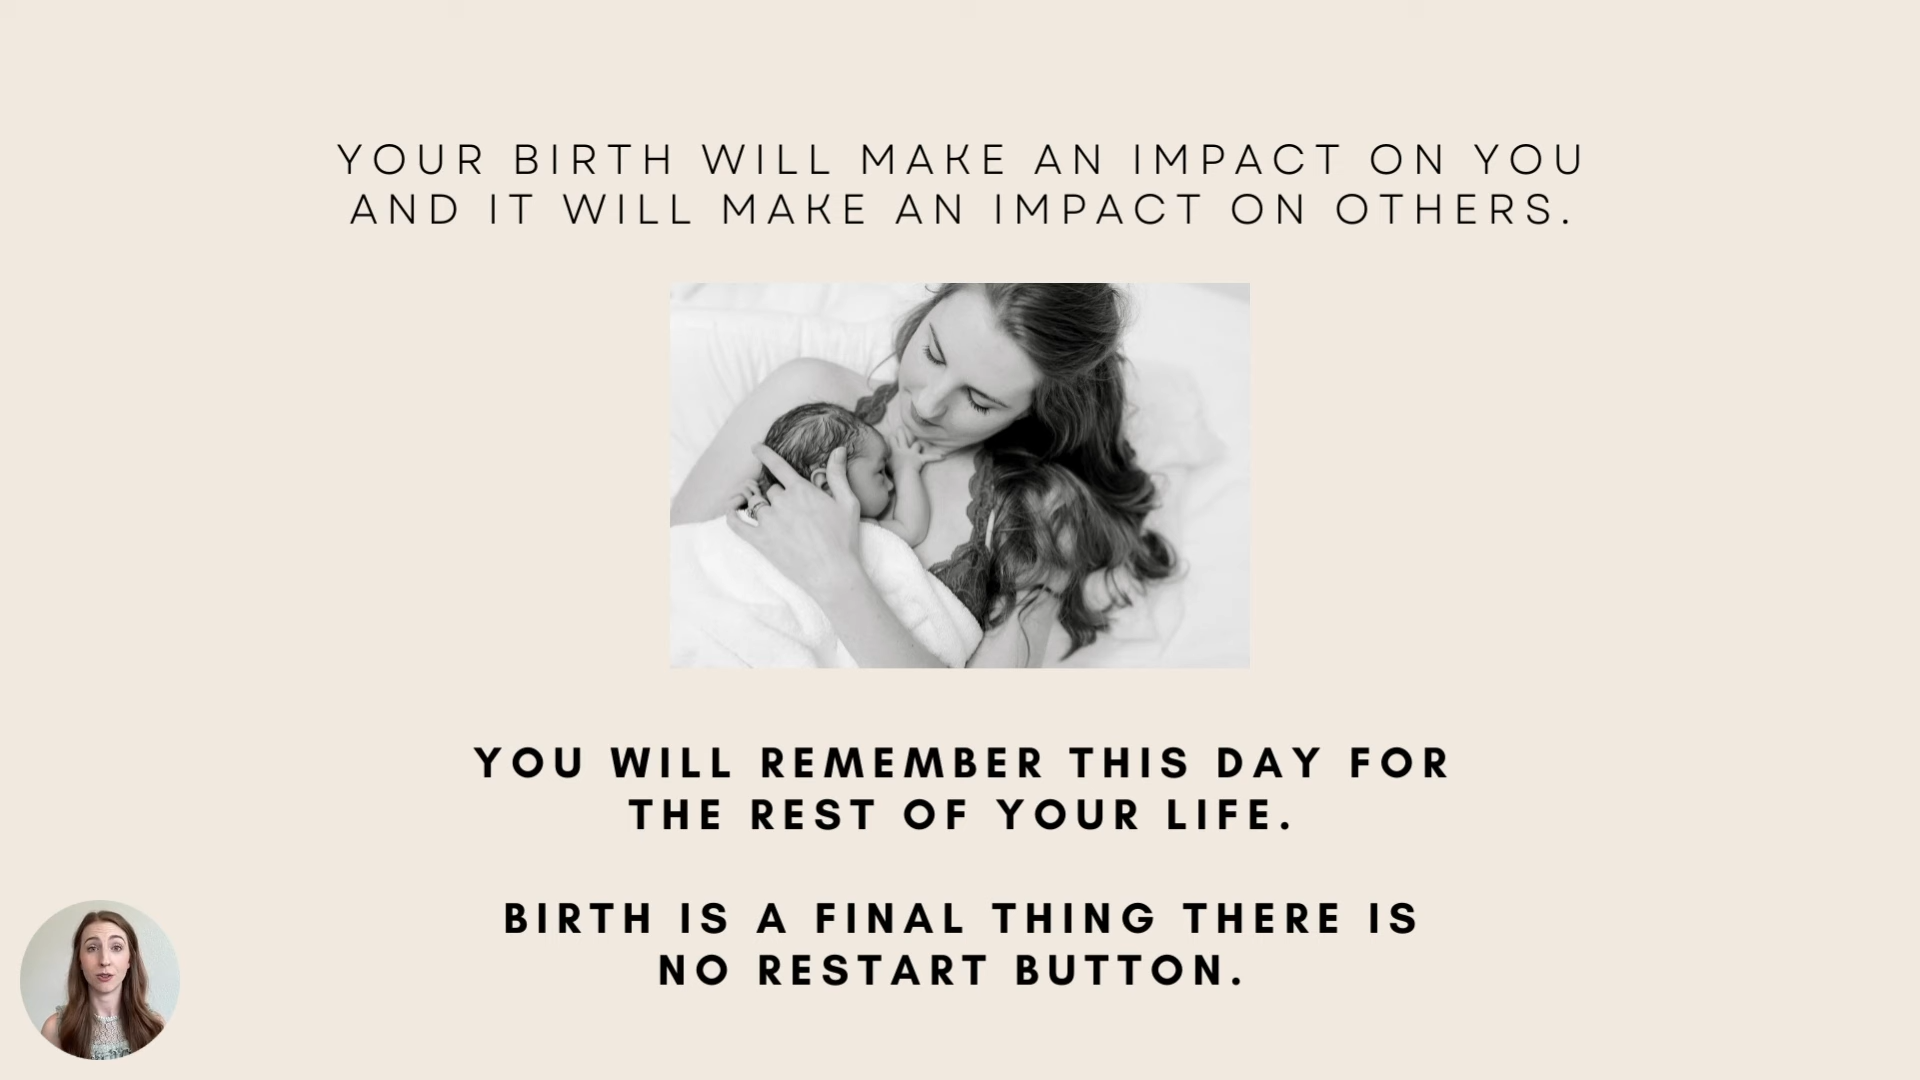 YOUR BIRTH WILL MAKE AN IMPACT ON YOU
AND IT WILL MAKE AN IMPACT ON OTHERS.
YOU WILL REMEMBER THIS DAY FOR
THE REST OF YOUR LIFE.
BIRTH IS A FINAL THING THERE IS
NO RESTART BUTTON.